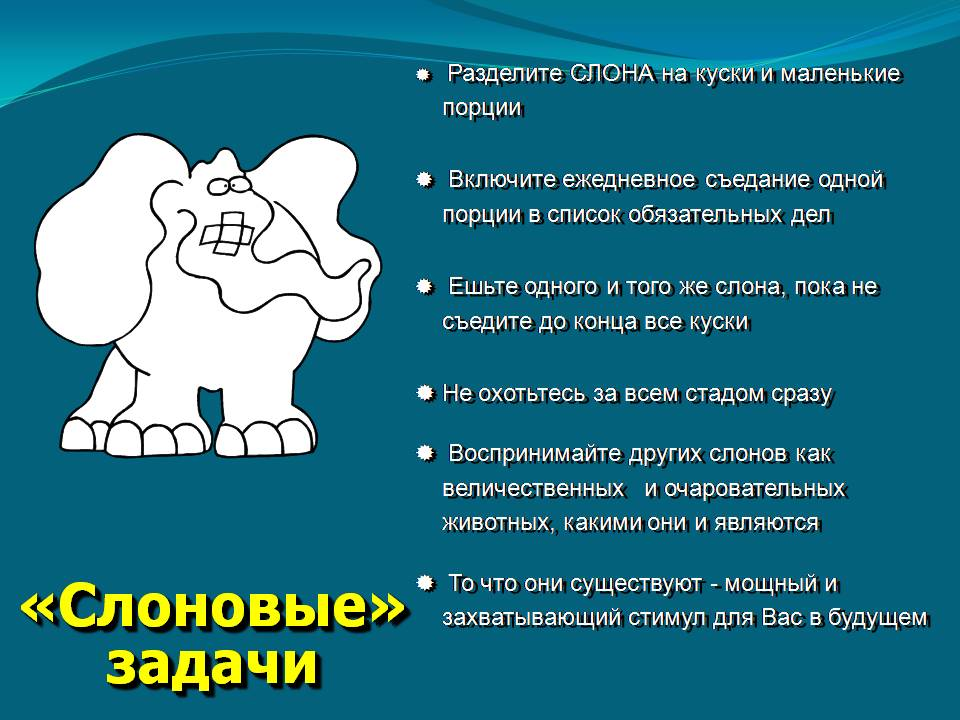 Разделите СЛОНА на куски и маленькие
порции
Включите ежедневное съедание одной
порции в список обязательных дел
Ешьте одного и того же слона, пока не
съедите до конца все куски
Не охотьтесь за всем стадом сразу
Воспринимайте других слонов как
величественных и очаровательных
животных, какими они и являются
То что они существуют - мощный и
захватывающий стимул для Вас в будущем
«Слоновые»
задачи